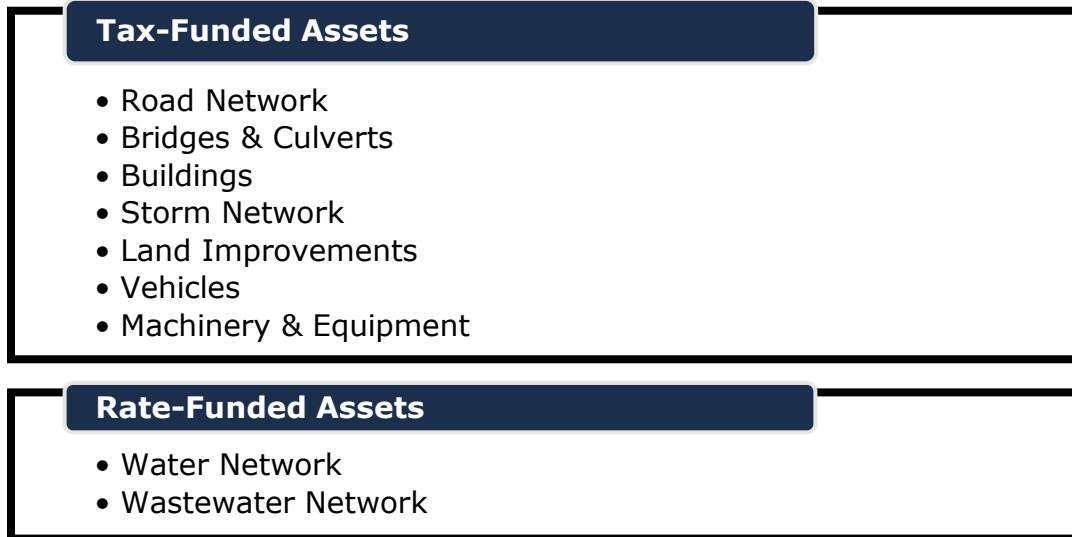 Tax-Funded Assets
• Road Network
• Bridges & Culverts
• Buildings
• Storm Network
• Land Improvements
• Vehicles
• Machinery & Equipment
Rate-Funded Assets
• Water Network
• Wastewater Network